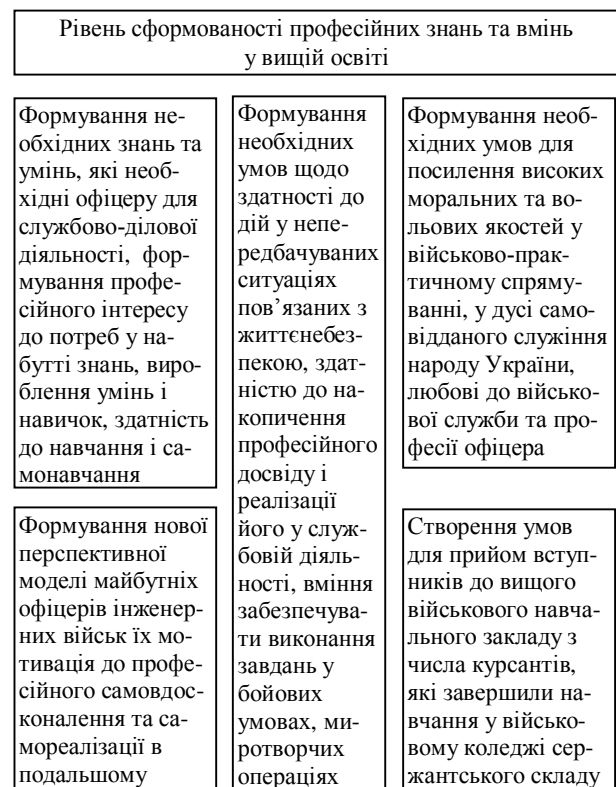 Рівень сформованості професійних знань та вмінь
у вищій освіті
Формування не-
обхідних знань та
умінь, які необ-
хідні офіцеру для
службово-ділової
діяльності, фор-
мування профе-
сійного інтересу
до потреб у на-
бутті знань, виро-
блення умінь і
навичок, здатність
до навчання і са-
монавчання
Формування нової
перспективної
моделі майбутніх
офіцерів інженер-
них військ їх мо-
тивація до профе-
сійного самовдос-
коналення та са-
мореалізації в
подальшому
Формування
необхідних
умов щодо
здатності до
дій у непе-
редбачуваних
ситуаціях
пов’язаних з
життєнебез-
пекою, здат-
ністю до на-
копичення
професійного
досвіду і
реалізації
його у служ-
бовій діяль-
ності, вміння
забезпечува-
ти виконання
завдань у
бойових
умовах, ми-
ротворчих
операціях
Формування необ-
хідних умов для
посилення високих
моральних та во-
льових якостей у
військово-прак-
тичному спряму-
ванні, у дусі само-
відданого служіння
народу України,
любові до військо-
вої служби та про-
фесії офіцера
Створення умов
для прийом вступ-
ників до вищого
військового навча-
льного закладу з
числа курсантів,
які завершили на-
вчання у військо-
вому коледжі сер-
жантського складу